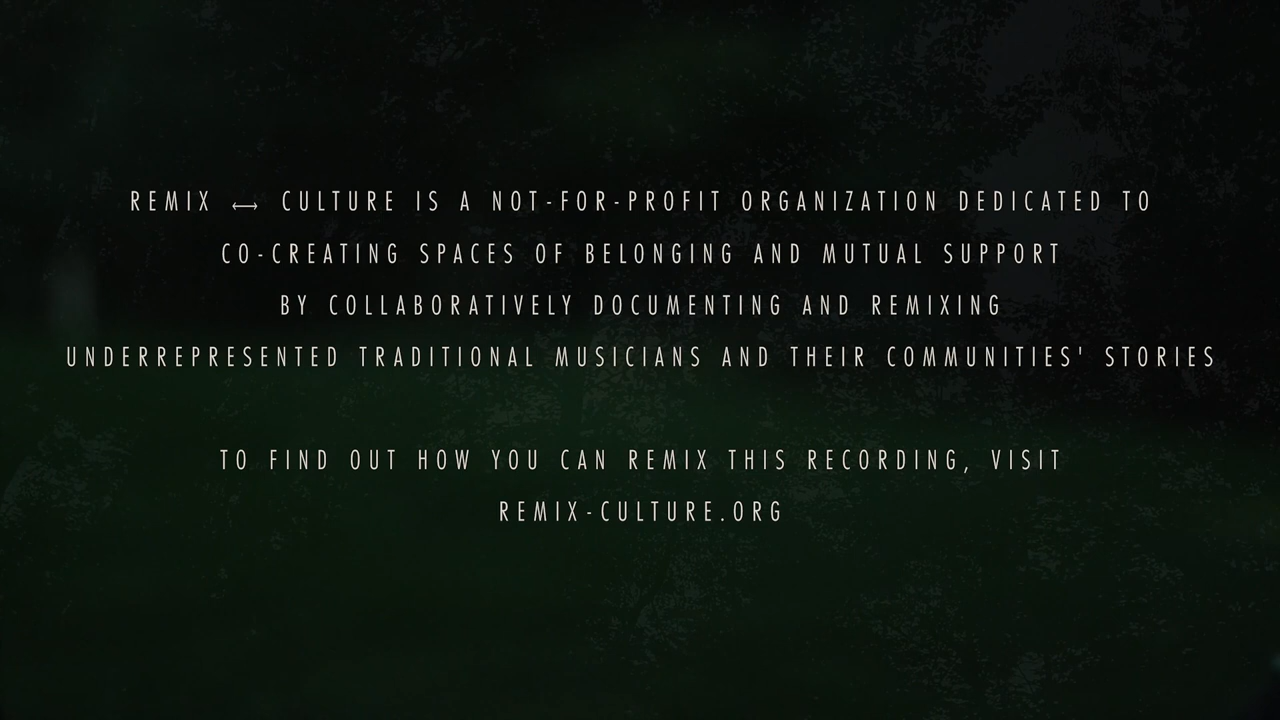 REMIX ⟷ CULTURE IS A NOT-FOR-PROFIT ORGANIZATION DEDICATED TO
CO-CREATING SPACES OF BELONGING AND MUTUAL SUPPORT
BY COLLABORATIVELY DOCUMENTING AND REMIXING
UNDERREPRESENTED TRADITIONAL MUSICIANS AND THEIR COMMUNITIES' STORIES
TO FIND OUT HOW YOU CAN REMIX THIS RECORDING, VISIT
REMIX-CULTURE.ORG